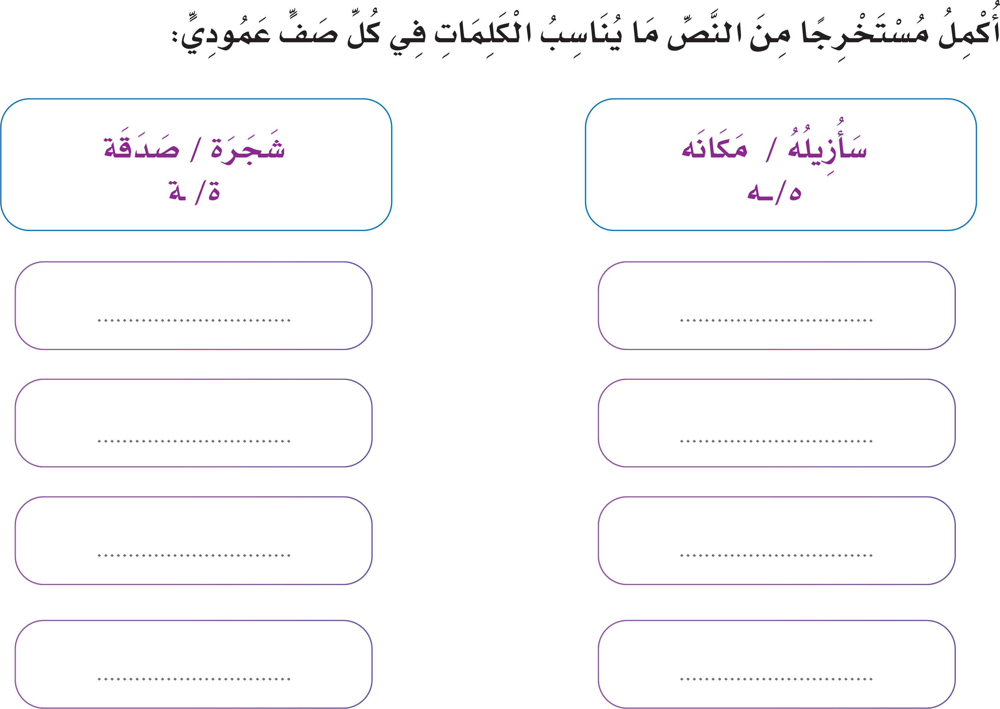 أُكْمِلُ مُسْتَخْرِجًا مِنَ النَّصِّ مَا يُنَاسِبُ الْكَلِمَاتِ فِي كُلِّ صَفٍّ عَمُودِيٍّ:
سَأُزِيلُهُ / مَكَانَه
ه/ـه
شَجَرَة / صَدَقَة
ة/ ـة
..............................
..............................
..............................
..............................
..............................
..............................
..............................
..............................